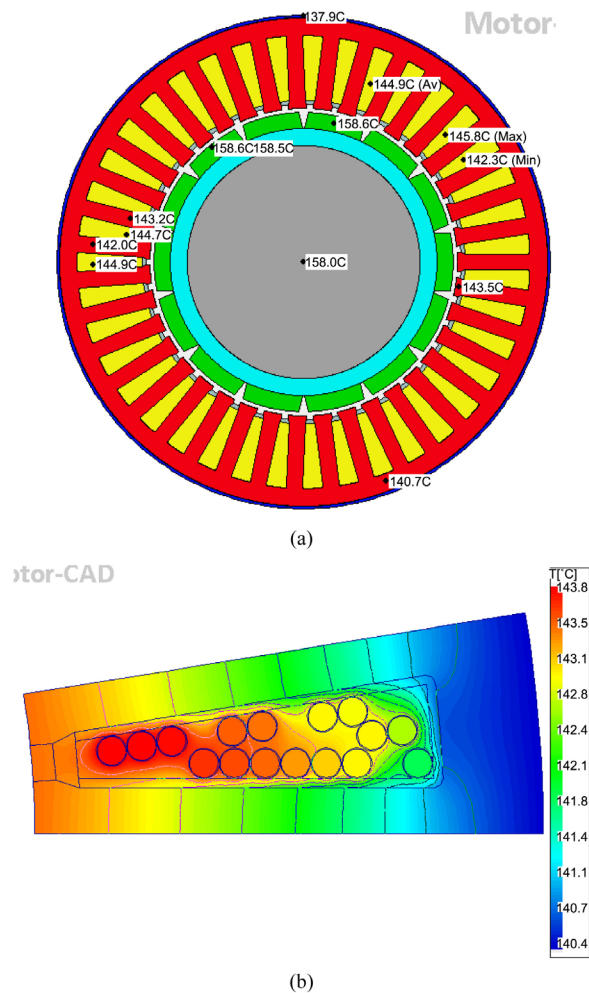 137.9C
Motor-
144.9C (Av)
158.6C
145.8C (Max)
158.6C158.5C
142.3C (Min)
143.2C
144.7C
142.0C
144.9C
158.0C
143.5C
140.7C
(a)
otor-CAD
T[°C]
143.8
143.5
143.1
142.8
142.4
142.1
141.8
141.4
141.1
140.7
140.4
(b)